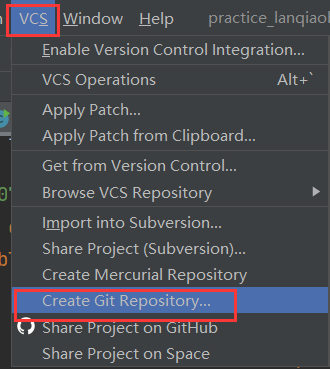 VCS Window Help practice_lanqiaol
Enable Version Control Integration...
VCS Operations Alt+`
Apply Patch...
Apply Patch from Clipboard...
Get from Version Control...
Browse VCS Repository
Import into Subversion...
Share Project (Subversion)...
Create Mercurial Repository
Create Git Repository...
Share Project on GitHub
Share Project on Space